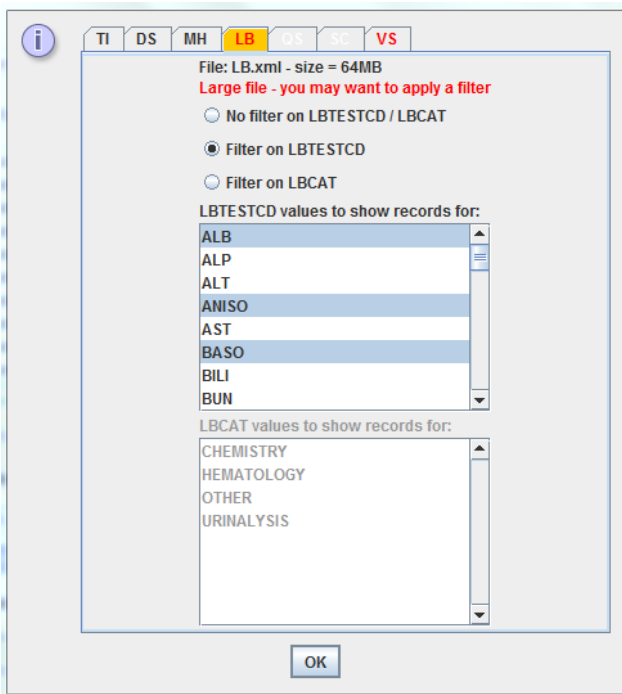 TI DS MH LB QS SC VS
File: LB.xml - size = 64MB
Large file - you may want to apply a filter
No filter on LBTESTCD / LBCAT
Filter on LBTESTCD
Filter on LBCAT
LBTESTCD values to show records for:
ALB
ALP
ALT
ANISO
AST
BASO
BILI
BUN
LBCAT values to show records for:
CHEMISTRY
HEMATOLOGY
OTHER
URINALYSIS
OK